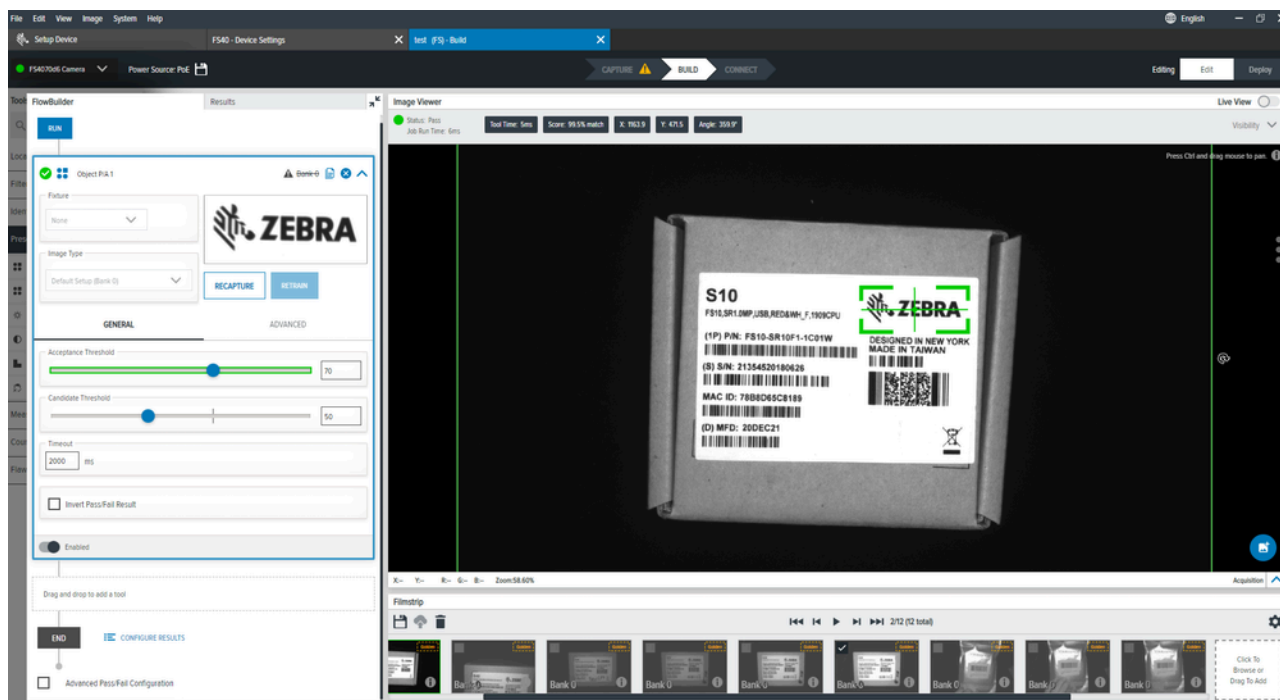 File Edit View Image System Help
English
Setup Device
FS40 - Device Settings
test (FS) - Build
FS4070d6 Camera
Power Source: PoE
CAPTURE
BUILD
CONNECT
Editing
Edit
Deploy
FlowBuilder
Results
Image Viewer
Live View
RUN
Status: Pass
Job Run Time: 6ms
Tool Time: 5ms
Score: 99.5% match
X: 1163.9
Y: 471.5
Angle: 359.9°
Visibility
Press Ctrl and drag mouse to pan.
Object P/A 1
Bank 0
Fixture
None
ZEBRA
Image Type
Default Setup (Bank 0)
RECAPTURE
RETRAIN
GENERAL
ADVANCED
Acceptance Threshold
70
Candidate Threshold
50
Timeout
2000 ms
Invert Pass/Fail Result
Enabled
Drag and drop to add a tool
END
CONFIGURE RESULTS
Advanced Pass/Fail Configuration
S10
FS10,SR1.0MP,USB,RED&WH_F,1909CPU
(1P) P/N: FS10-SR10F1-1C01W
(S) S/N: 21354520180626
MAC ID: 78B8D65C8189
(D) MFD: 20DEC21
ZEBRA
DESIGNED IN NEW YORK
MADE IN TAIWAN
X:-- Y:-- R:-- G:-- B:-- Zoom:58.60%
Acquisition
Filmstrip
2/12 (12 total)
Golden
Golden
Golden
Golden
Golden
Golden
Golden
Bank 0
Bank 0
Bank 0
Bank 0
Bank 0
Bank 0
Click To
Browse or
Drag To Add